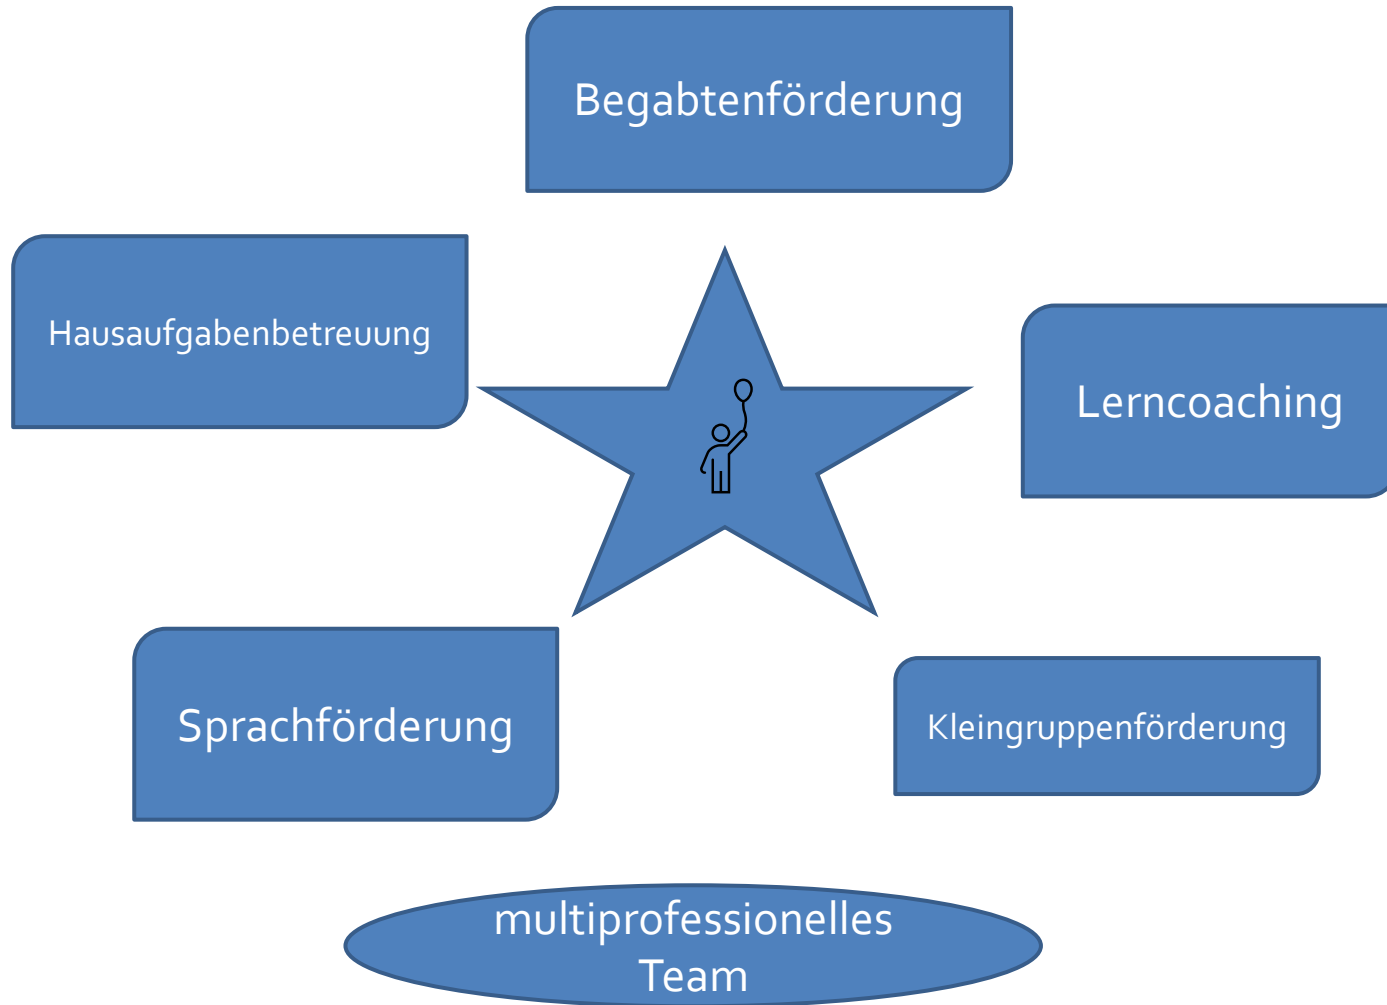 Begabtenförderung
Hausaufgabenbetreuung
Lerncoaching
Sprachförderung
Kleingruppenförderung
multiprofessionelles
Team